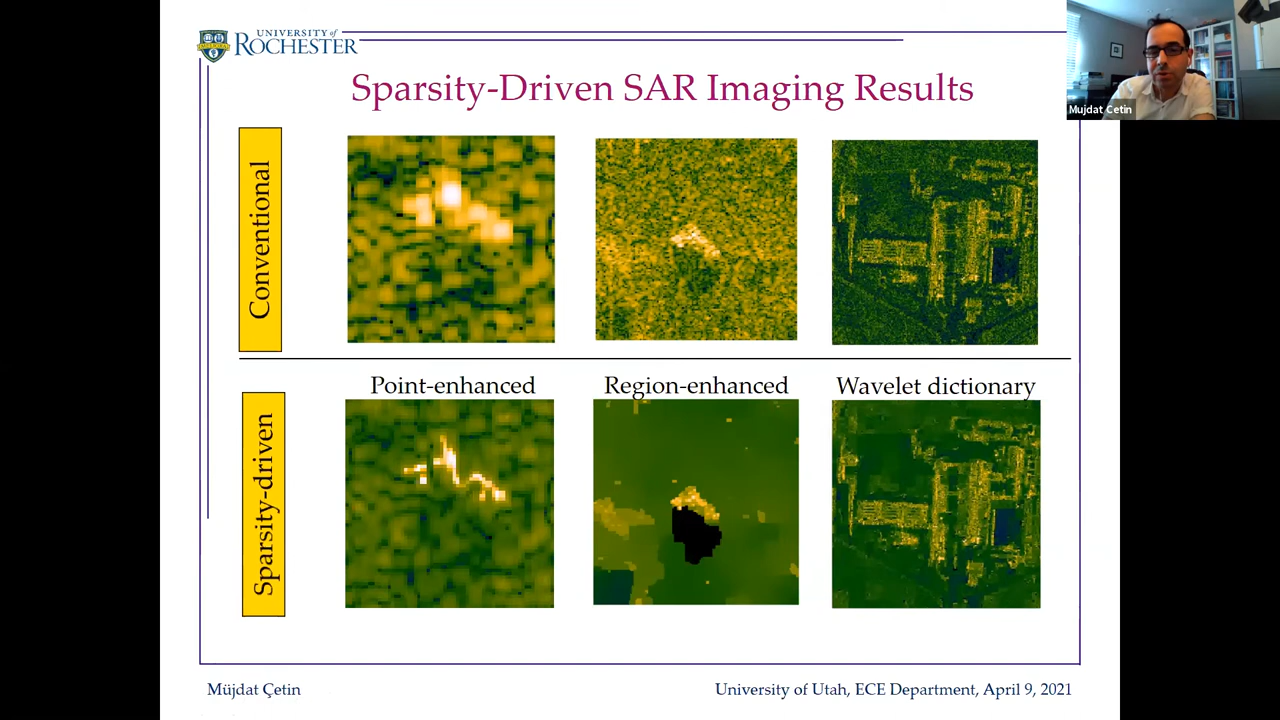 UNIVERSITY of
ROCHESTER
Sparsity-Driven SAR Imaging Results
Mujdat Cetin
Conventional
Point-enhanced
Region-enhanced
Wavelet dictionary
Sparsity-driven
Müjdat Çetin
University of Utah, ECE Department, April 9, 2021